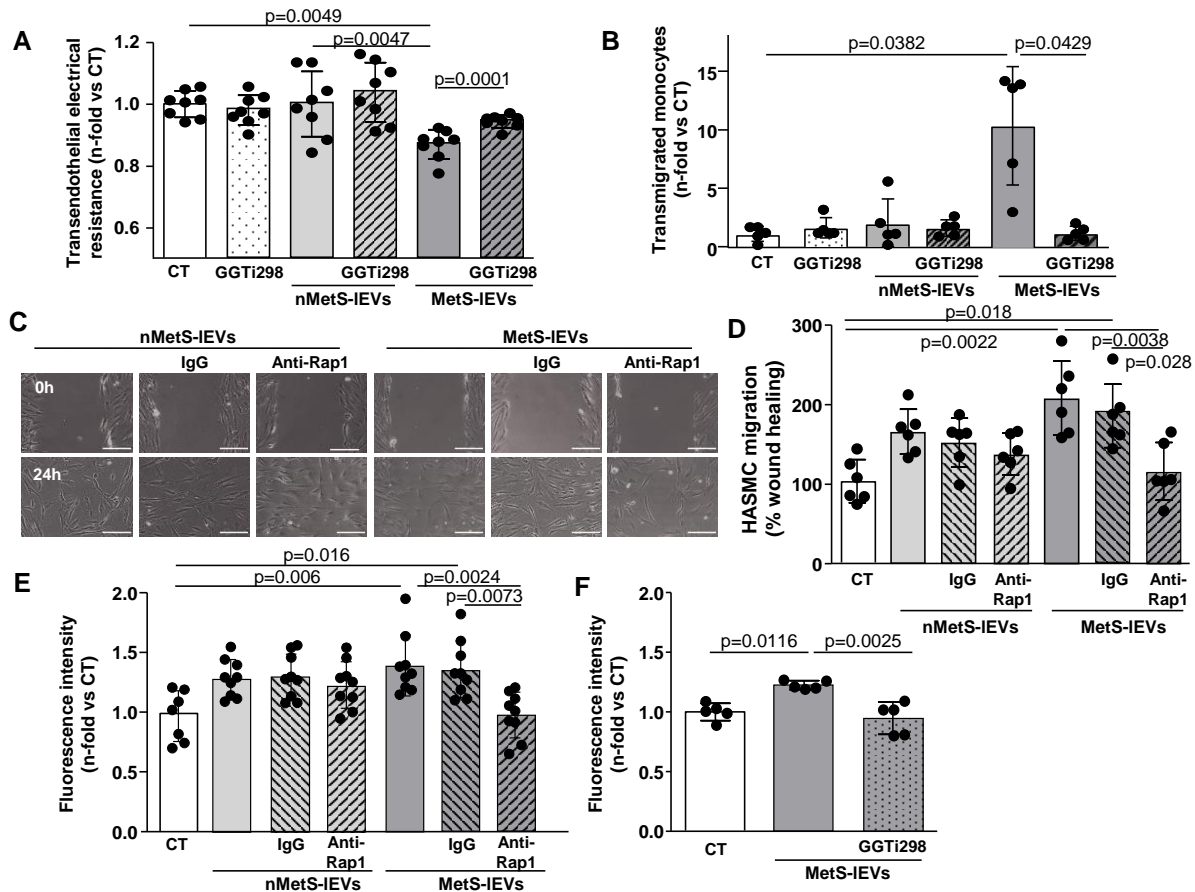 A
p=0.0049
p=0.0047
p=0.0001
Transendothelial electrical
resistance (n-fold vs CT)
1.2
1.0
0.8
0.6
CT
GGTi298
GGTi298
GGTi298
nMetS-lEVs
MetS-lEVs
B
p=0.0382
p=0.0429
Transmigrated monocytes
(n-fold vs CT)
15
10
5
0
CT
GGTi298
GGTi298
GGTi298
nMetS-lEVs
MetS-lEVs
C
nMetS-lEVs
MetS-lEVs
IgG
Anti-Rap1
IgG
Anti-Rap1
0h
24h
D
p=0.018
p=0.0022
p=0.0038
p=0.028
HASMC migration
(% wound healing)
300
200
100
0
CT
IgG
Anti-
Rap1
IgG
Anti-
Rap1
nMetS-lEVs
MetS-lEVs
E
p=0.016
p=0.006
p=0.0024
p=0.0073
Fluorescence intensity
(n-fold vs CT)
2.0
1.5
1.0
0.5
0.0
CT
IgG
Anti-
Rap1
IgG
Anti-
Rap1
nMetS-lEVs
MetS-lEVs
F
p=0.0116
p=0.0025
Fluorescence intensity
(n-fold vs CT)
2.0
1.5
1.0
0.5
0.0
CT
GGTi298
MetS-lEVs